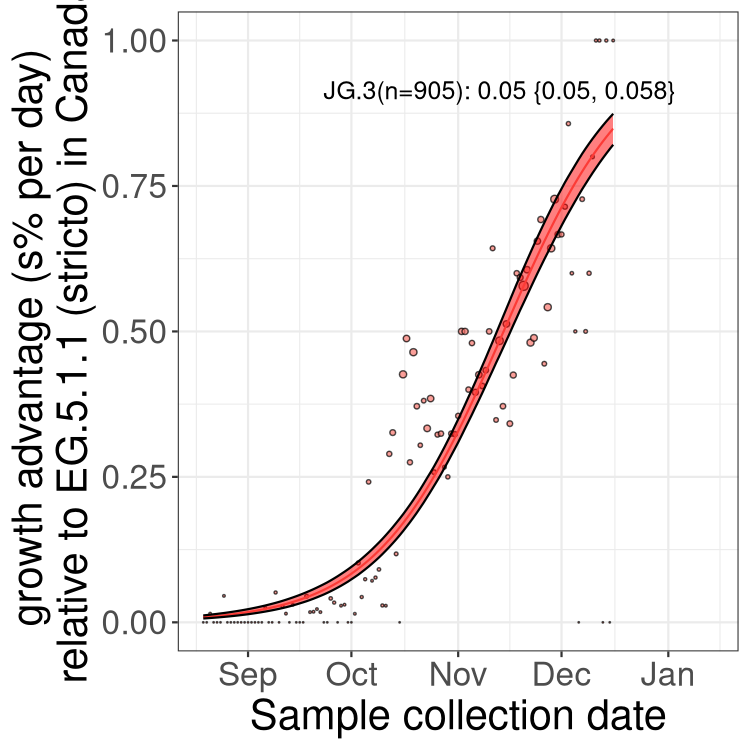 growth advantage (s% per day)
relative to EG.5.1.1 (stricto) in Canada
1.00
0.75
0.50
0.25
0.00
JG.3(n=905): 0.05 {0.05, 0.058}
Sep Oct Nov Dec Jan
Sample collection date